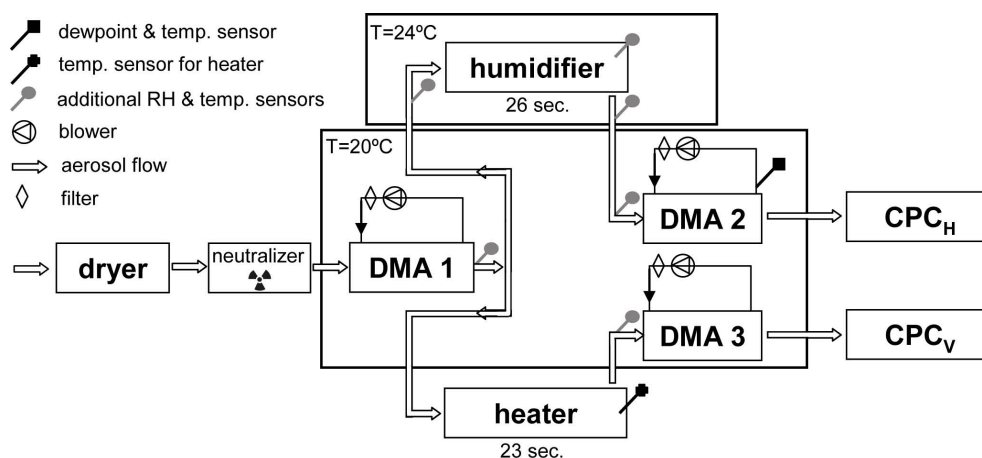 dewpoint & temp. sensor
temp. sensor for heater
additional RH & temp. sensors
blower
aerosol flow
filter
T=24ºC
humidifier
26 sec.
T=20ºC
dryer
neutralizer
DMA 1
DMA 2
CPCH
DMA 3
CPCV
heater
23 sec.